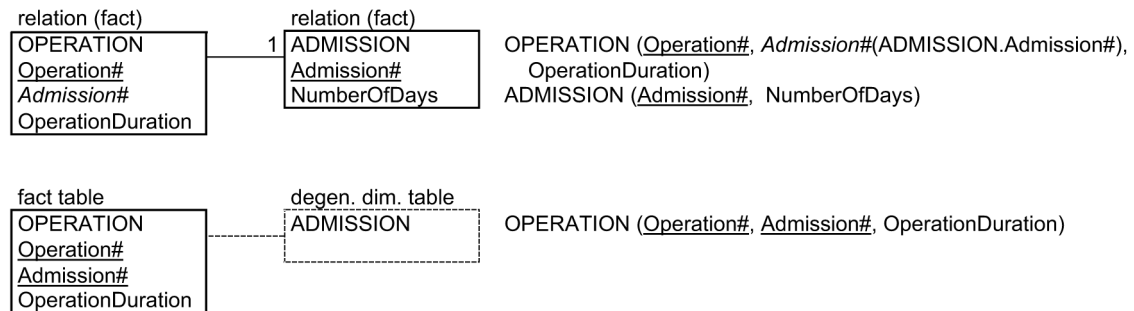 relation (fact)
relation (fact)
OPERATION
1
ADMISSION
OPERATION (Operation#, Admission#(ADMISSION.Admission#),
Operation#
Admission#
OperationDuration)
Admission#
NumberOfDays
ADMISSION (Admission#, NumberOfDays)
OperationDuration
fact table
degen. dim. table
OPERATION
ADMISSION
OPERATION (Operation#, Admission#, OperationDuration)
Operation#
Admission#
OperationDuration